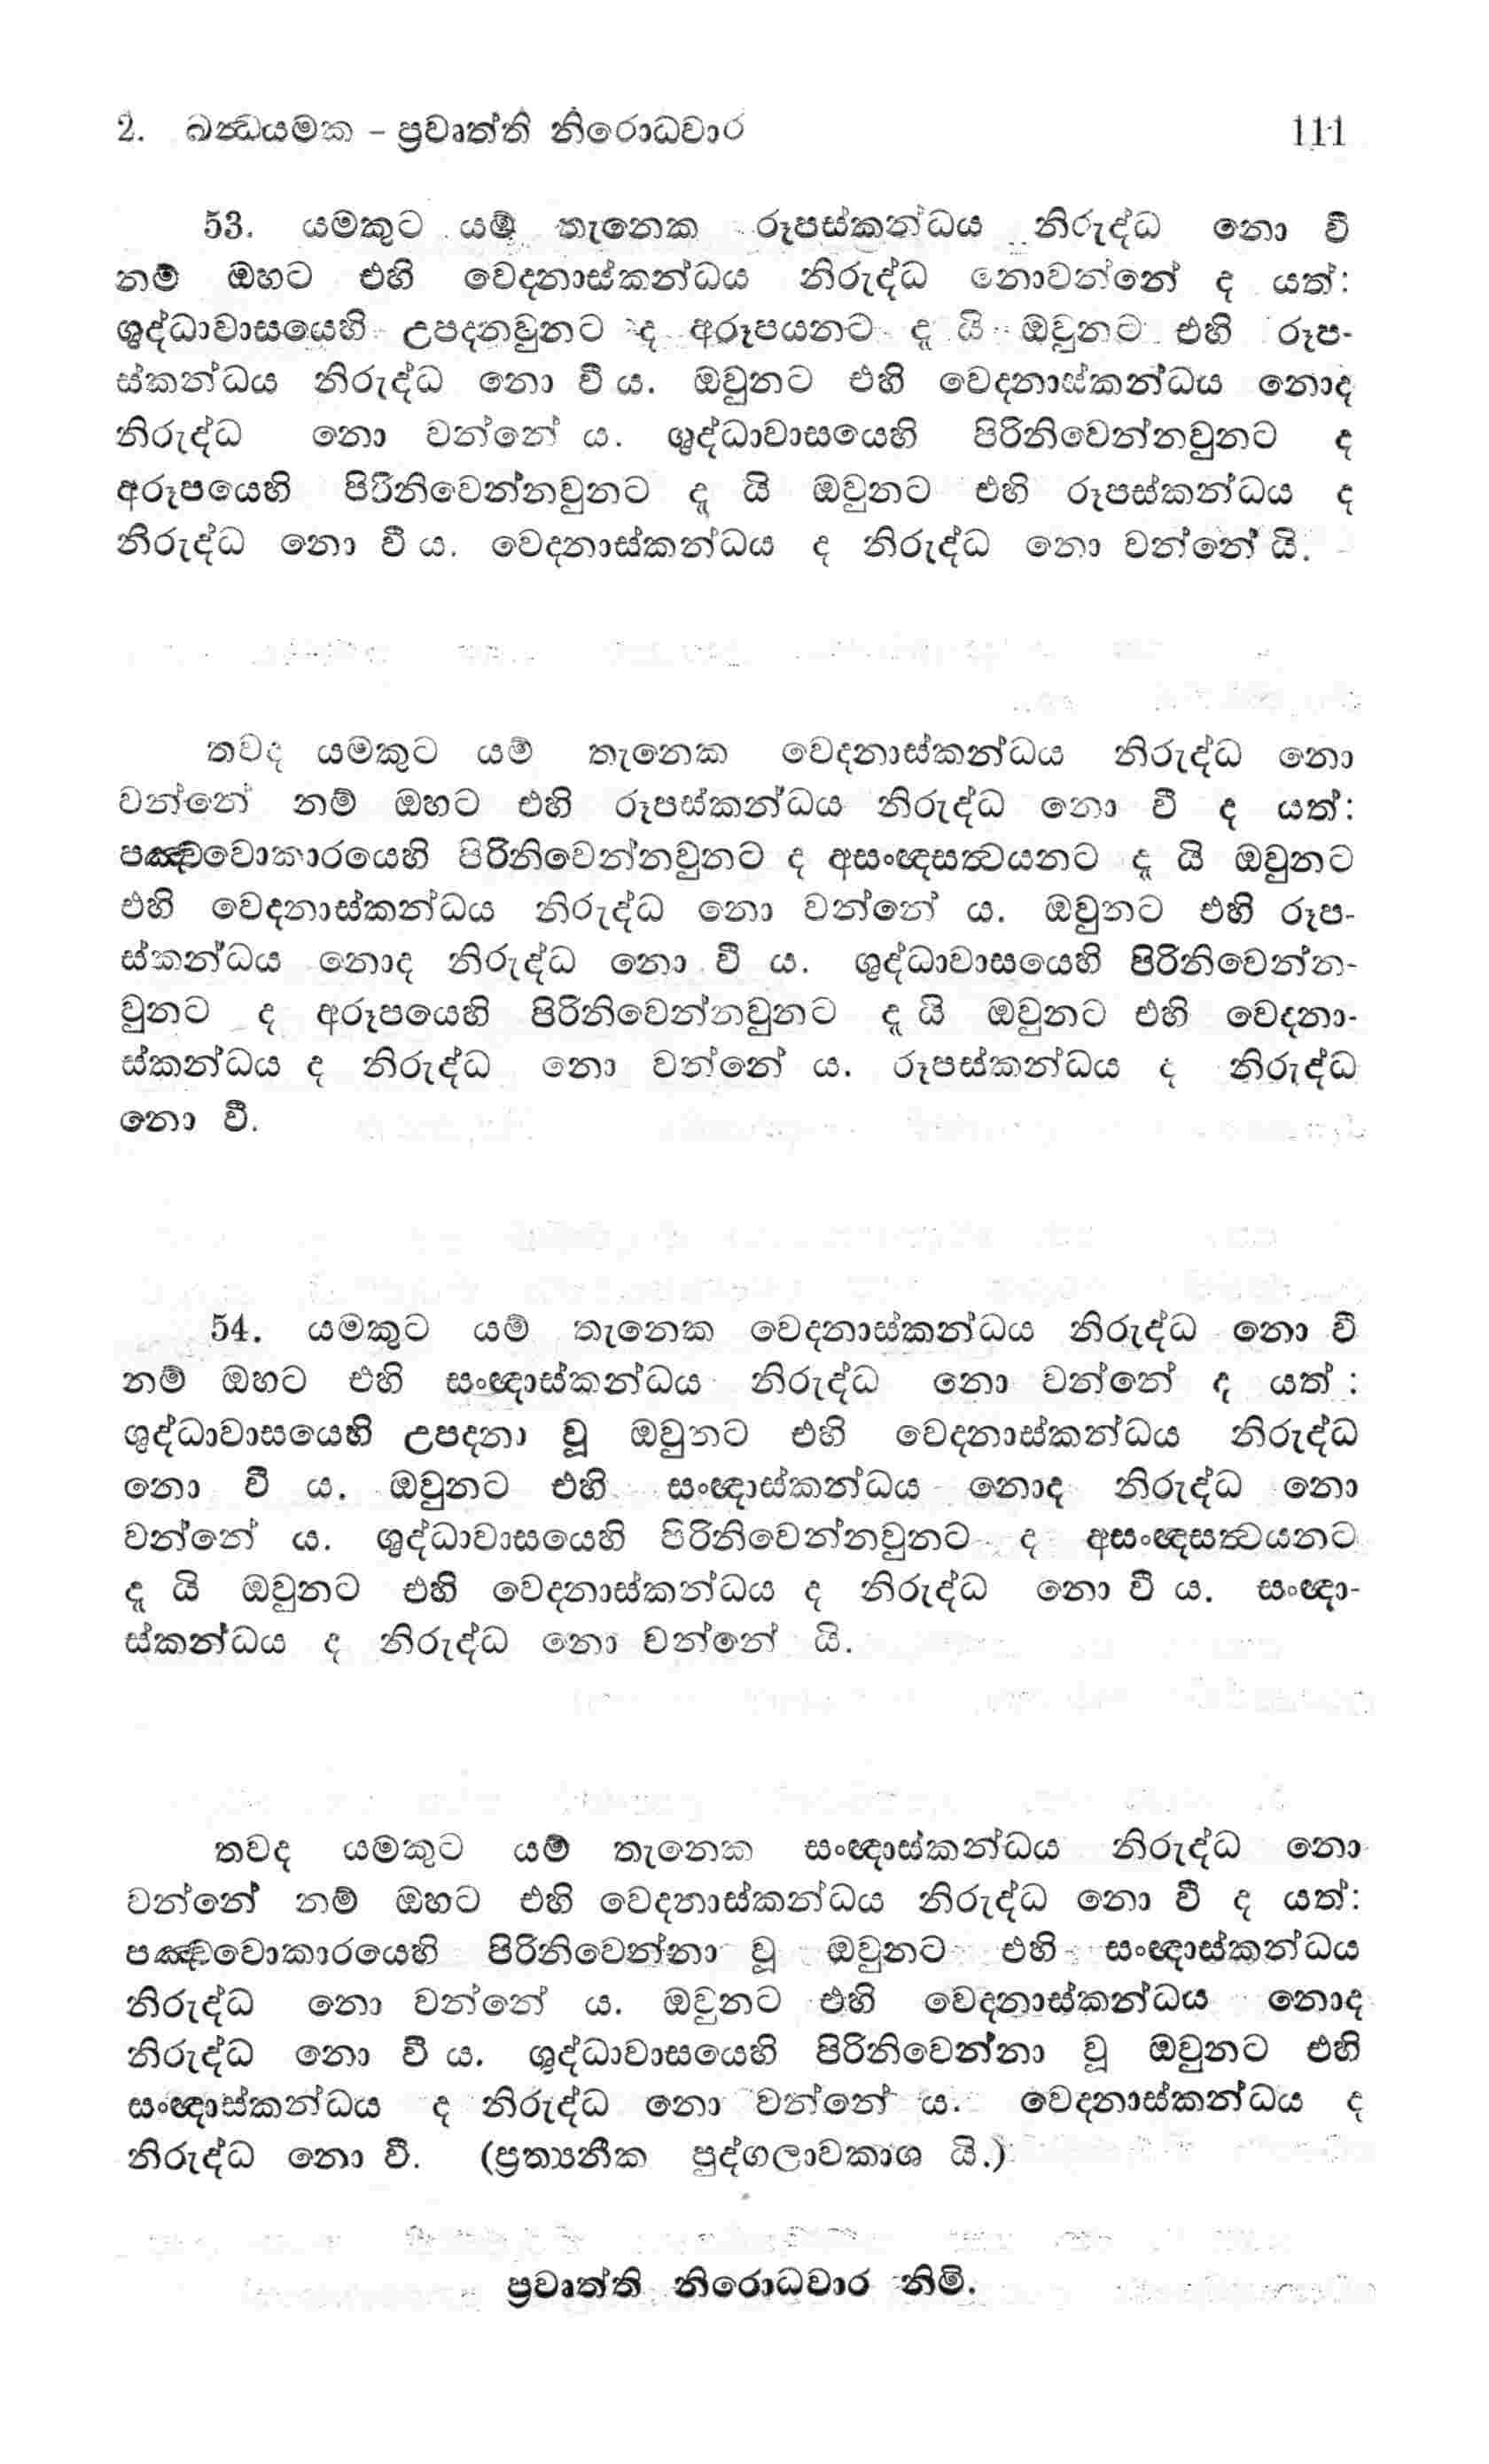 2. ඛන්‍ධයමක - ප්‍රවෘත්ති නිරොධවාර 111
53. යමකුට යම් තැනෙක රූපස්කන්ධය නිරුද්ධ නො වී
නම් ඔහට එහි වෙදනාස්කන්ධය නිරුද්ධ නොවන්නේ ද යත්:
ශුද්ධාවාසයෙහි උපදනවුනට ද අරූපයනට ද යි ඔවුනට එහි රූප-
ස්කන්ධය නිරුද්ධ නො වී ය. ඔවුනට එහි වෙදනාස්කන්ධය නොද
නිරුද්ධ නො වන්නේ ය. ශුද්ධාවාසයෙහි පිරිනිවෙන්නවුනට ද
අරූපයෙහි පිරිනිවෙන්නවුනට ද යි ඔවුනට එහි රූපස්කන්ධය ද
නිරුද්ධ නො වී ය. වෙදනාස්කන්ධය ද නිරුද්ධ නො වන්නේ යි.
තවද යමකුට යම් තැනෙක වෙදනාස්කන්ධය නිරුද්ධ නො
වන්නේ නම් ඔහට එහි රූපස්කන්ධය නිරුද්ධ නො වී ද යත්:
පඤ්චවොකාරයෙහි පිරිනිවෙන්නවුනට ද අසංඥසත්‍වයනට ද යි ඔවුනට
එහි වෙදනාස්කන්ධය නිරුද්ධ නො වන්නේ ය. ඔවුනට එහි රූප-
ස්කන්ධය නොද නිරුද්ධ නො වී ය. ශුද්ධාවාසයෙහි පිරිනිවෙන්න-
වුනට ද අරූපයෙහි පිරිනිවෙන්නවුනට ද යි ඔවුනට එහි වෙදනා-
ස්කන්ධය ද නිරුද්ධ නො වන්නේ ය. රූපස්කන්ධය ද නිරුද්ධ
නො වී.
54. යමකුට යම් තැනෙක වෙදනාස්කන්ධය නිරුද්ධ නො වී
නම් ඔහට එහි සංඥාස්කන්ධය නිරුද්ධ නො වන්නේ ද යත් :
ශුද්ධාවාසයෙහි උපදනා වූ ඔවුනට එහි වෙදනාස්කන්ධය නිරුද්ධ
නො වී ය. ඔවුනට එහි සංඥාස්කන්ධය නොද නිරුද්ධ නො
වන්නේ ය. ශුද්ධාවාසයෙහි පිරිනිවෙන්නවුනට ද අසංඥසත්‍වයනට
ද යි ඔවුනට එහි වෙදනාස්කන්ධය ද නිරුද්ධ නො වී ය. සංඥා-
ස්කන්ධය ද නිරුද්ධ නො වන්නේ යි.
තවද යමකුට යම් තැනෙක සංඥාස්කන්ධය නිරුද්ධ නො
වන්නේ නම් ඔහට එහි වෙදනාස්කන්ධය නිරුද්ධ නො වී ද යත්:
පඤ්චවොකාරයෙහි පිරිනිවෙන්නා වූ ඔවුනට එහි සංඥාස්කන්ධය
නිරුද්ධ නො වන්නේ ය. ඔවුනට එහි වෙදනාස්කන්ධය නොද
නිරුද්ධ නො වී ය. ශුද්ධාවාසයෙහි පිරිනිවෙන්නා වූ ඔවුනට එහි
සංඥාස්කන්ධය ද නිරුද්ධ නො වන්නේ ය. වෙදනාස්කන්ධය ද
නිරුද්ධ නො වී. (ප්‍රත්‍යනීක පුද්ගලාවකාශ යි.)
ප්‍රවෘත්ති නිරොධවාර නිමි.